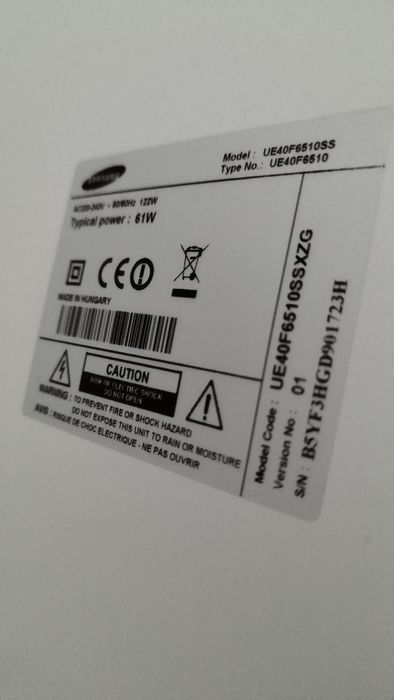 SAMSUNG
Model : UE40F6510SS
Type No.: UE40F6510
AC220-240V ~ 50/60Hz 122W
Typical power : 61W
CE
MADE IN HUNGARY
CAUTION
RISK OF ELECTRIC SHOCK
DO NOT OPEN
WARNING : TO PREVENT FIRE OR SHOCK HAZARD
DO NOT EXPOSE THIS UNIT TO RAIN OR MOISTURE
AVIS : RISQUE DE CHOC ELECTRIQUE - NE PAS OUVRIR
Model Code : UE40F6510SSXZG
Version No : 01
S/N : B5YF3HGD901723H